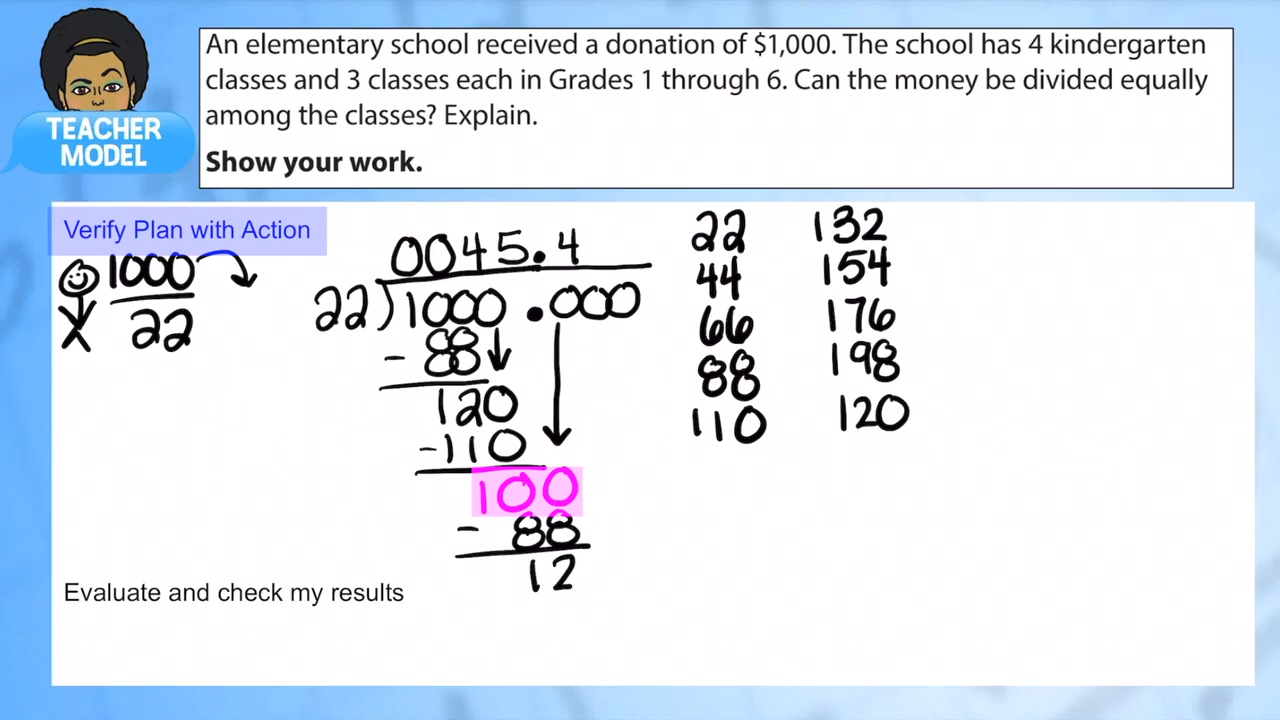 TEACHER
MODEL
An elementary school received a donation of $1,000. The school has 4 kindergarten
classes and 3 classes each in Grades 1 through 6. Can the money be divided equally
among the classes? Explain.
Show your work.
Verify Plan with Action
1000
22
0045.4
22)1000.000
- 88
120
-110
100
- 88
12
22
44
66
88
110
132
154
176
198
120
Evaluate and check my results